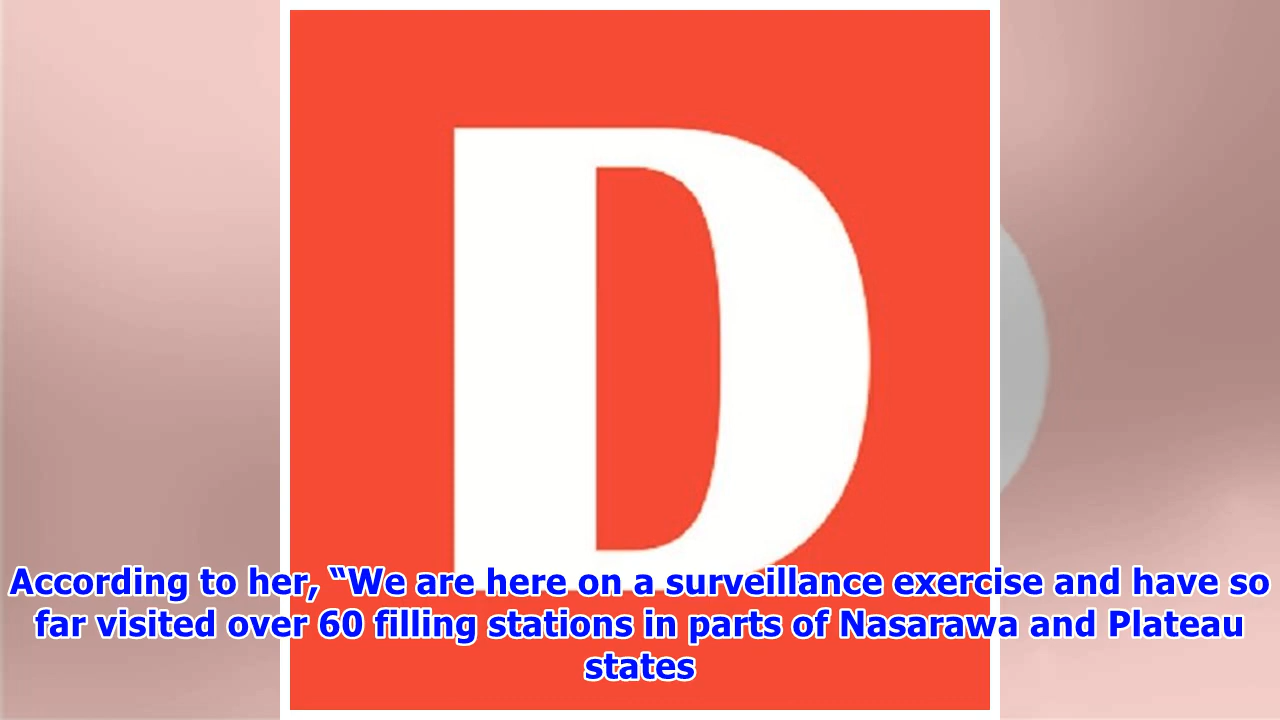 D
According to her, “We are here on a surveillance exercise and have so
far visited over 60 filling stations in parts of Nasarawa and Plateau
states